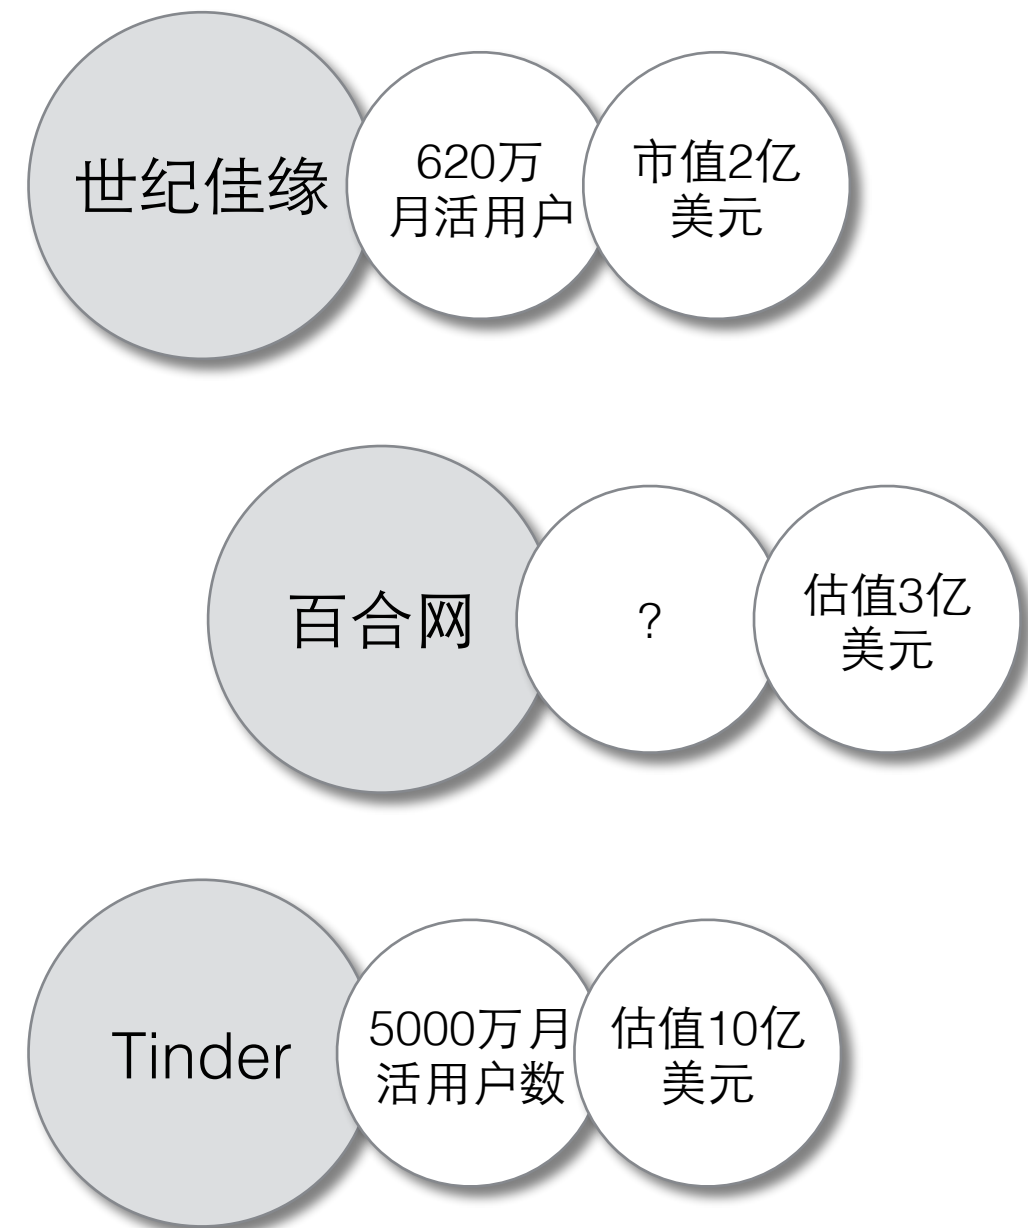 世纪佳缘
620万
月活用户
市值2亿
美元
百合网
?
估值3亿
美元
Tinder
5000万月
活用户数
估值10亿
美元